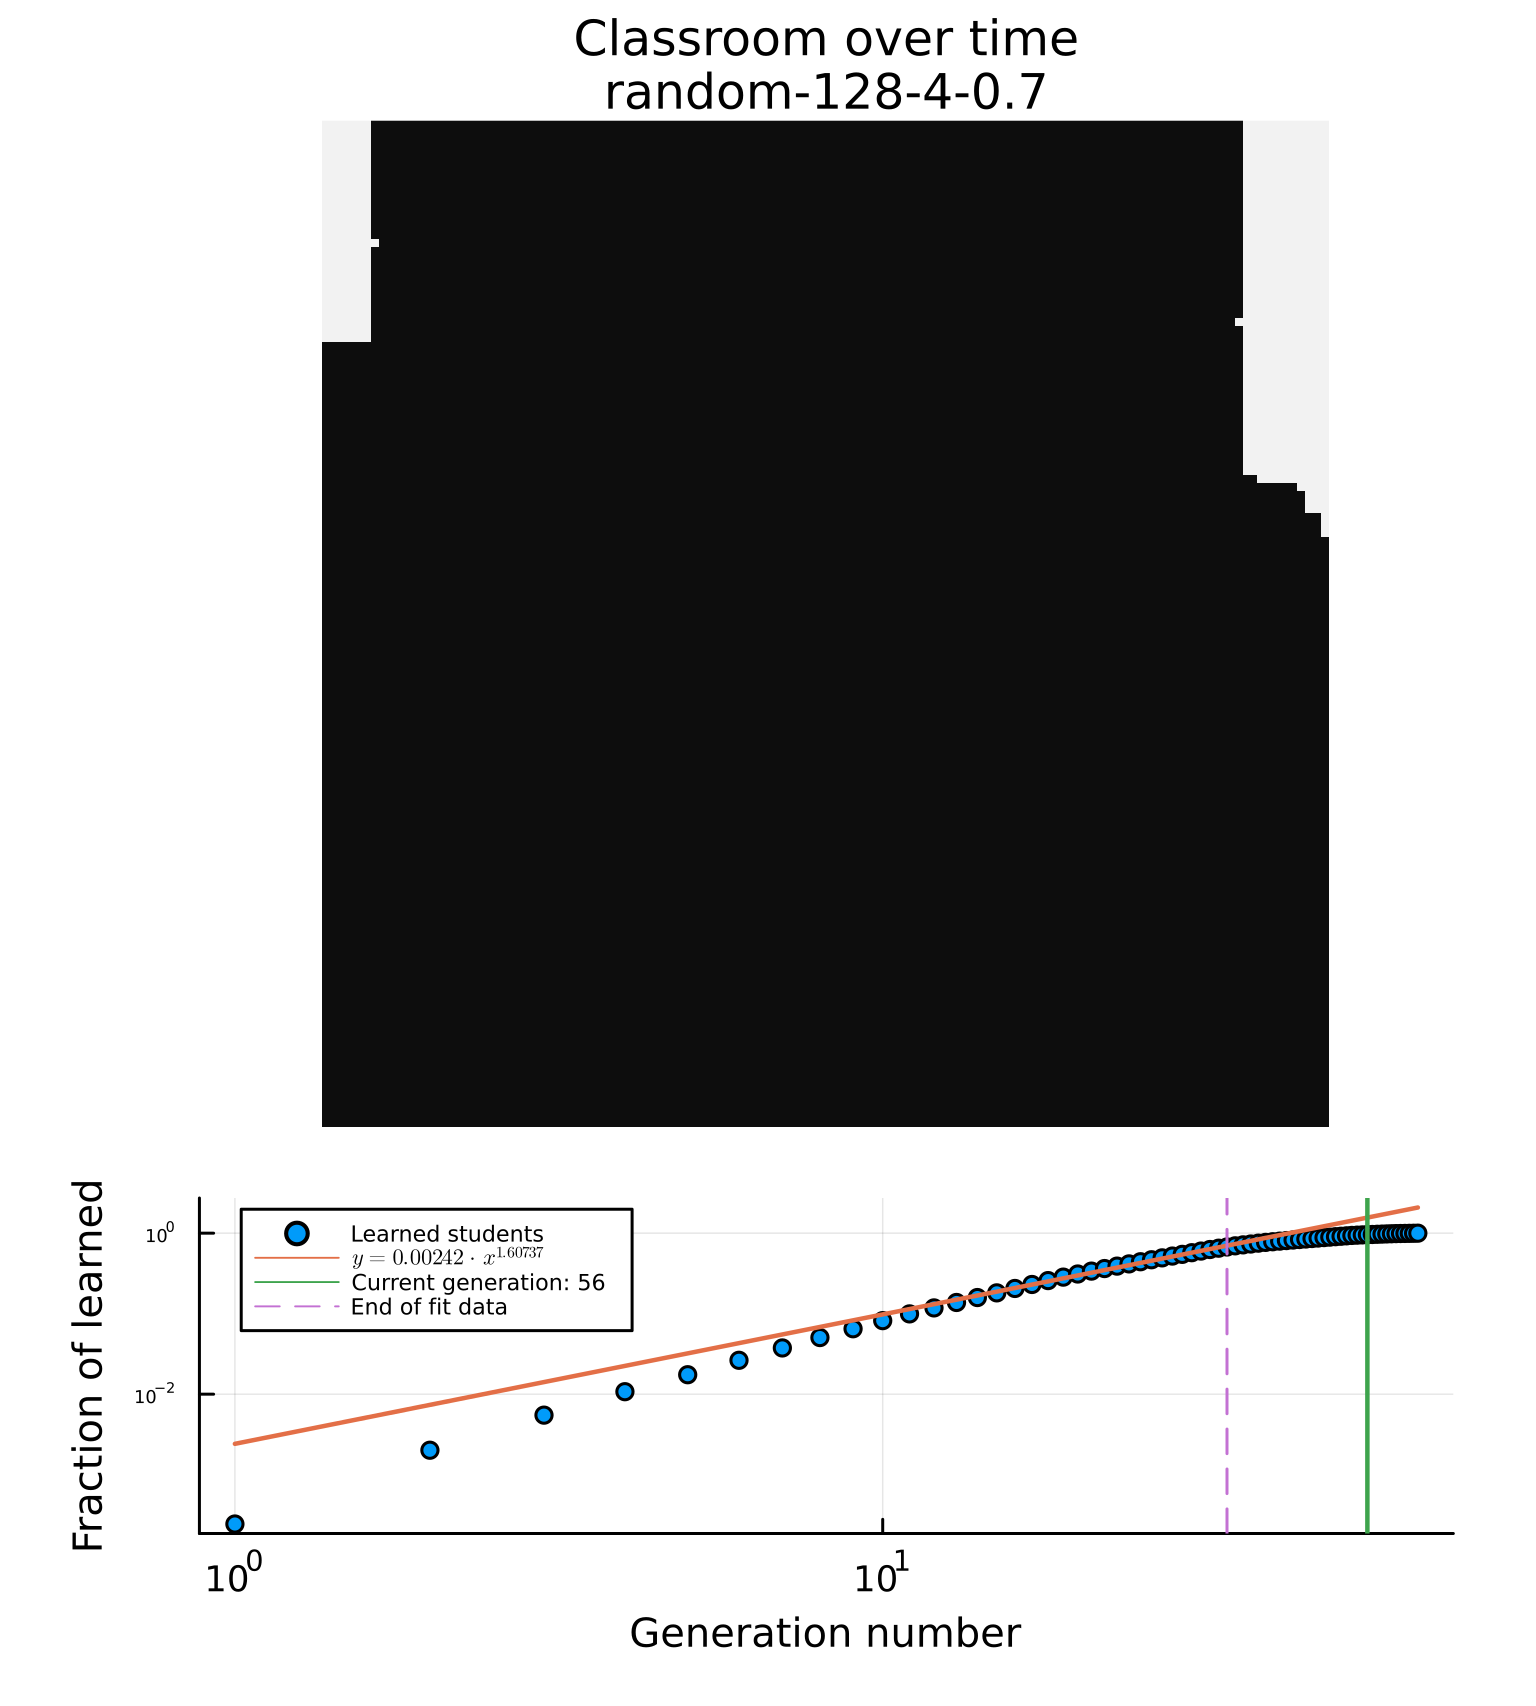 Classroom over time
random-128-4-0.7
Fraction of learned
10^0
10^−2
Learned students
y = 0.00242 · x^1.60737
Current generation: 56
End of fit data
10^0
10^1
Generation number